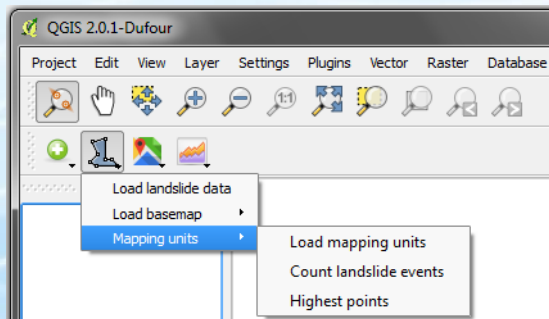 QGIS 2.0.1-Dufour
Project Edit View Layer Settings Plugins Vector Raster Database
1:1
Load landslide data
Load basemap
Mapping units
Load mapping units
Count landslide events
Highest points